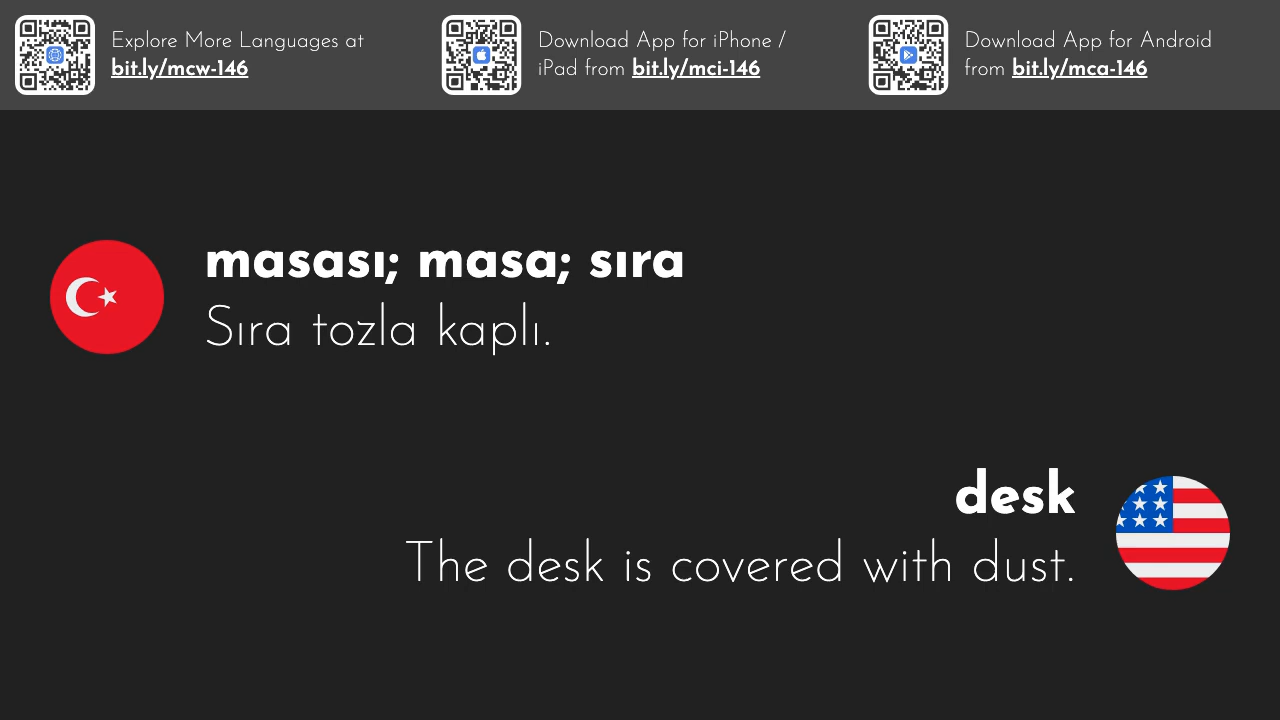 Explore More Languages at
bit.ly/mcw-146
Download App for iPhone /
iPad from bit.ly/mci-146
Download App for Android
from bit.ly/mca-146
masası; masa; sıra
Sıra tozla kaplı.
desk
The desk is covered with dust.